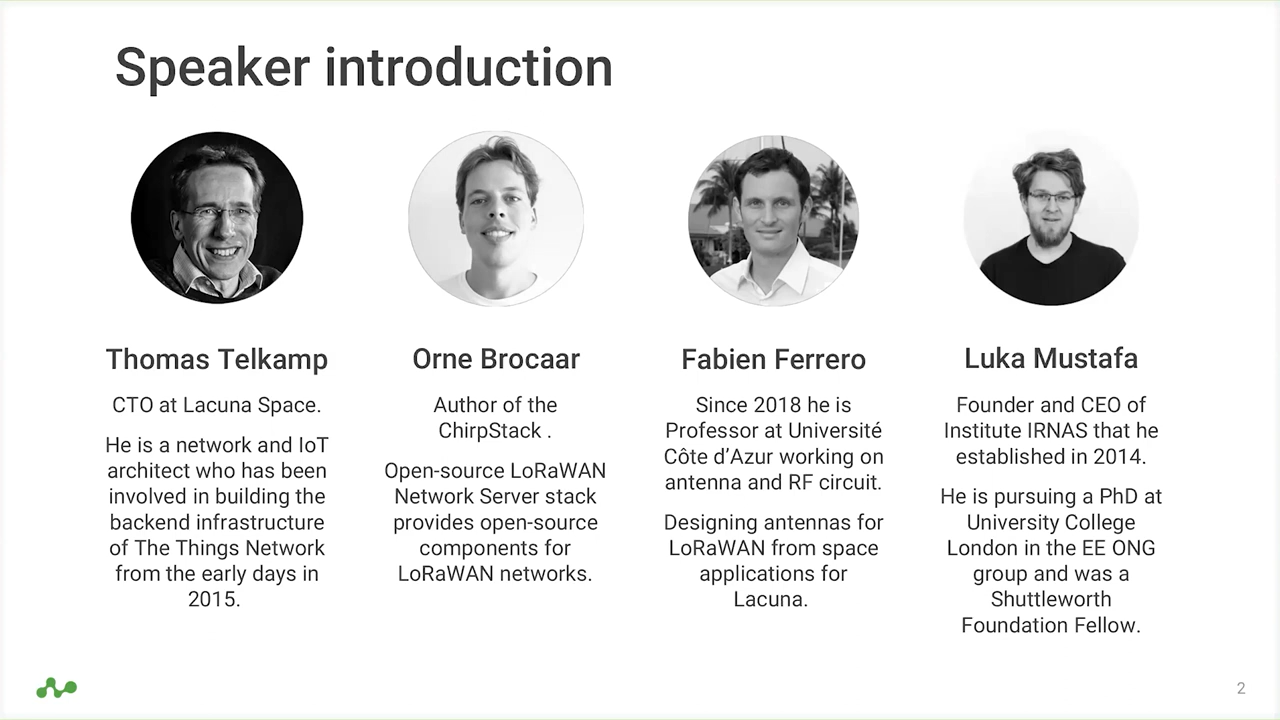 Speaker introduction
Thomas Telkamp
CTO at Lacuna Space.
He is a network and IoT
architect who has been
involved in building the
backend infrastructure
of The Things Network
from the early days in
2015.
Orne Brocaar
Author of the
ChirpStack .
Open-source LoRaWAN
Network Server stack
provides open-source
components for
LoRaWAN networks.
Fabien Ferrero
Since 2018 he is
Professor at Université
Côte d’Azur working on
antenna and RF circuit.
Designing antennas for
LoRaWAN from space
applications for
Lacuna.
Luka Mustafa
Founder and CEO of
Institute IRNAS that he
established in 2014.
He is pursuing a PhD at
University College
London in the EE ONG
group and was a
Shuttleworth
Foundation Fellow.
2